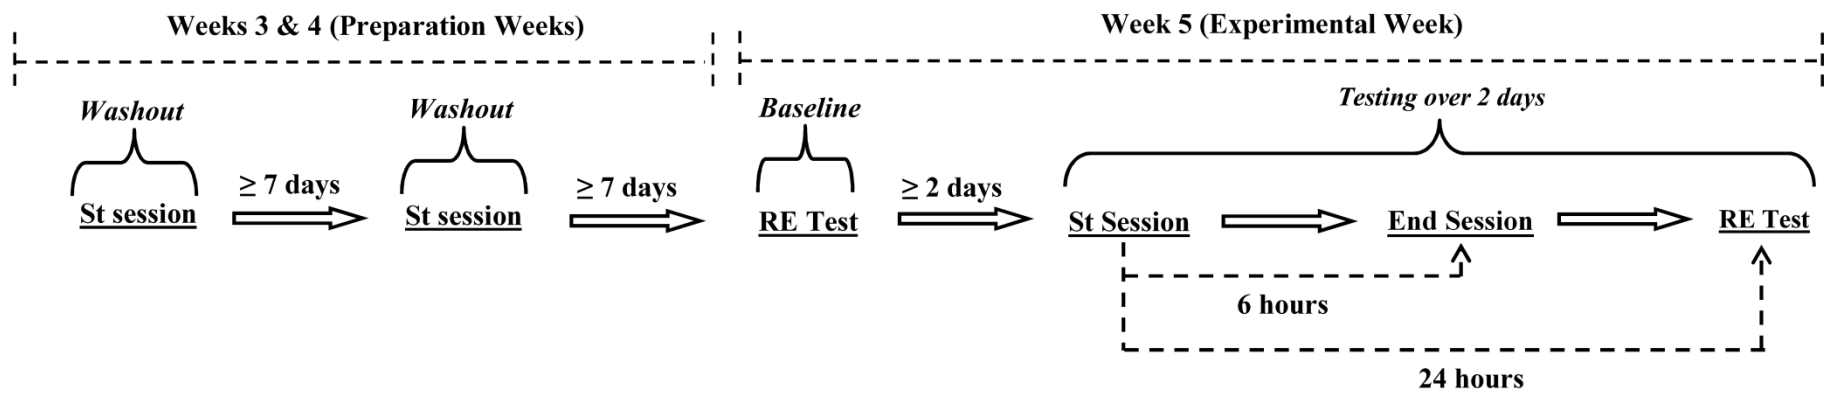 Weeks 3 & 4 (Preparation Weeks)
Week 5 (Experimental Week)
Washout
Washout
Baseline
Testing over 2 days
St session
≥ 7 days
St session
≥ 7 days
RE Test
≥ 2 days
St Session
End Session
RE Test
6 hours
24 hours